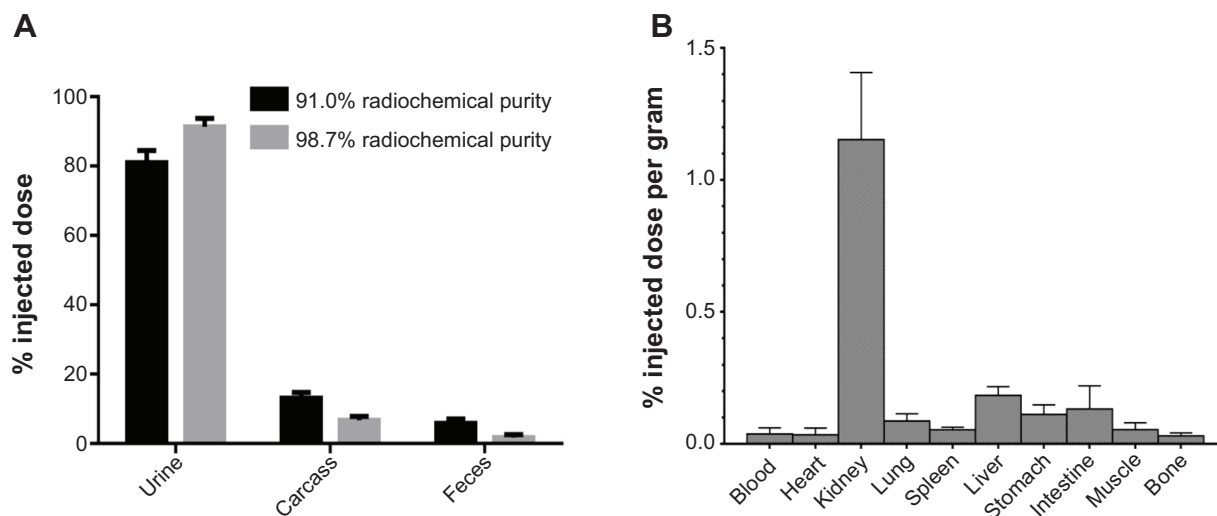 A
% injected dose
100
80
60
40
20
0
91.0% radiochemical purity
98.7% radiochemical purity
Urine
Carcass
Feces
B
% injected dose per gram
1.5
1.0
0.5
0.0
Blood
Heart
Kidney
Lung
Spleen
Liver
Stomach
Intestine
Muscle
Bone